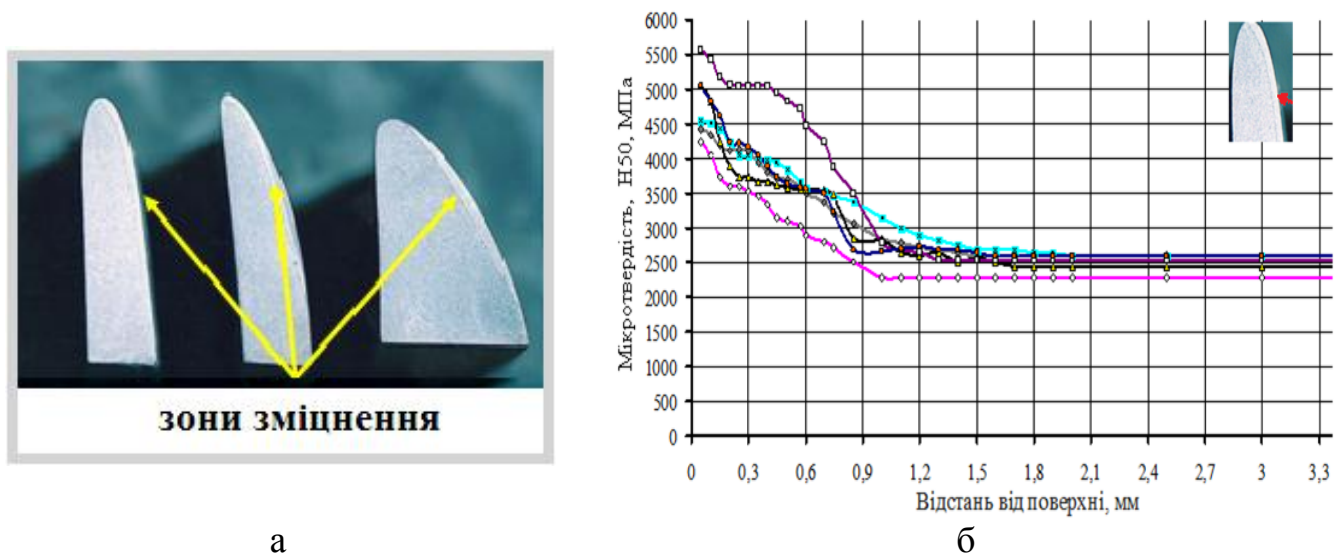 зони зміцнення
а
Мікротвердість, H50, МПа
6000
5500
5000
4500
4000
3500
3000
2500
2000
1500
1000
500
0
0 0,3 0,6 0,9 1,2 1,5 1,8 2,1 2,4 2,7 3 3,3
Відстань від поверхні, мм
б